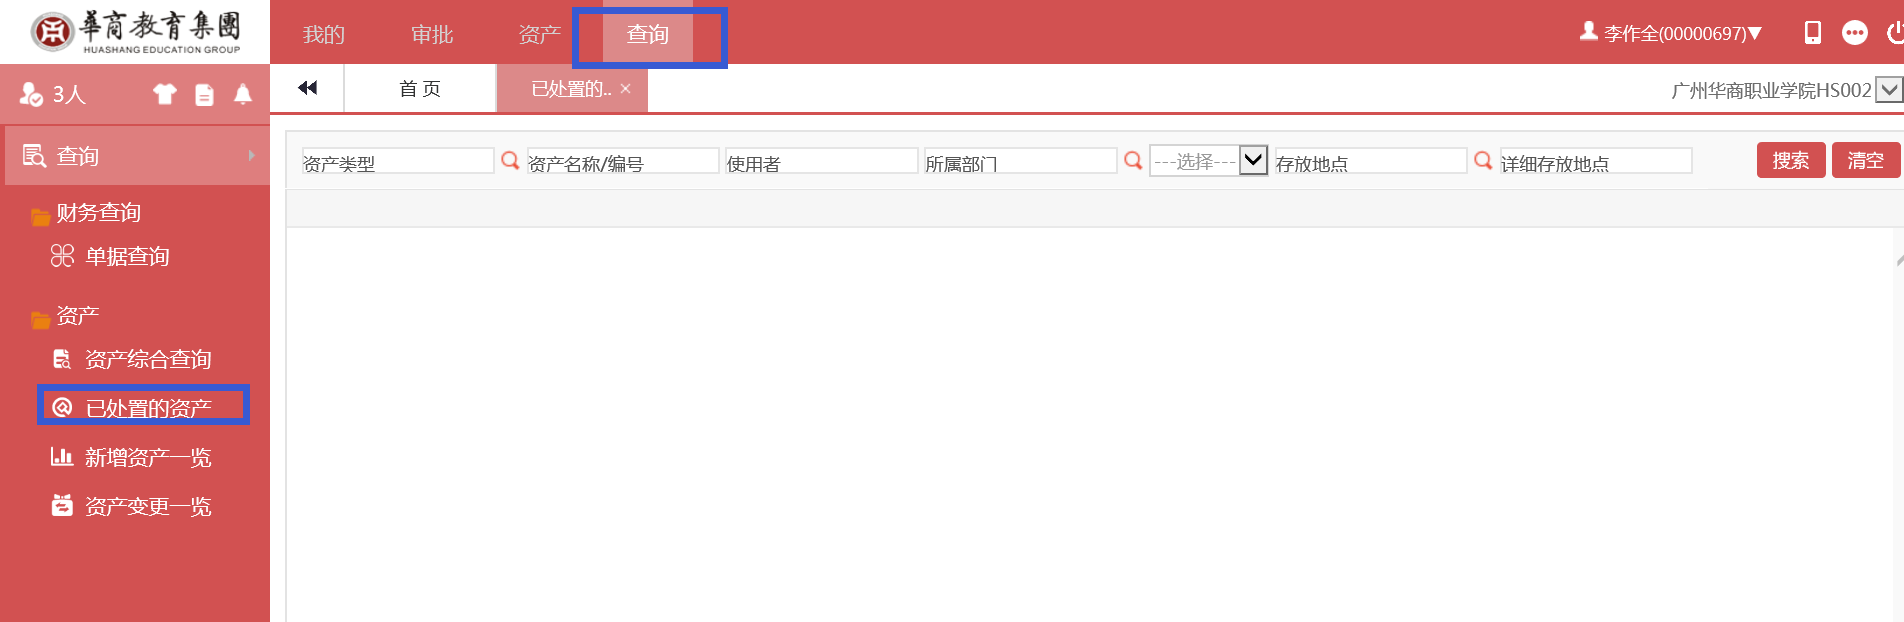 華商教育集團
HUASHANG EDUCATION GROUP
我的 审批 资产 查询
李作全(00000697)▼
3人
首 页 已处置的.. ×
广州华商职业学院HS002
查询
资产类型 资产名称/编号 使用者 所属部门 ---选择--- 存放地点 详细存放地点 搜索 清空
财务查询
单据查询
资产
资产综合查询
已处置的资产
新增资产一览
资产变更一览